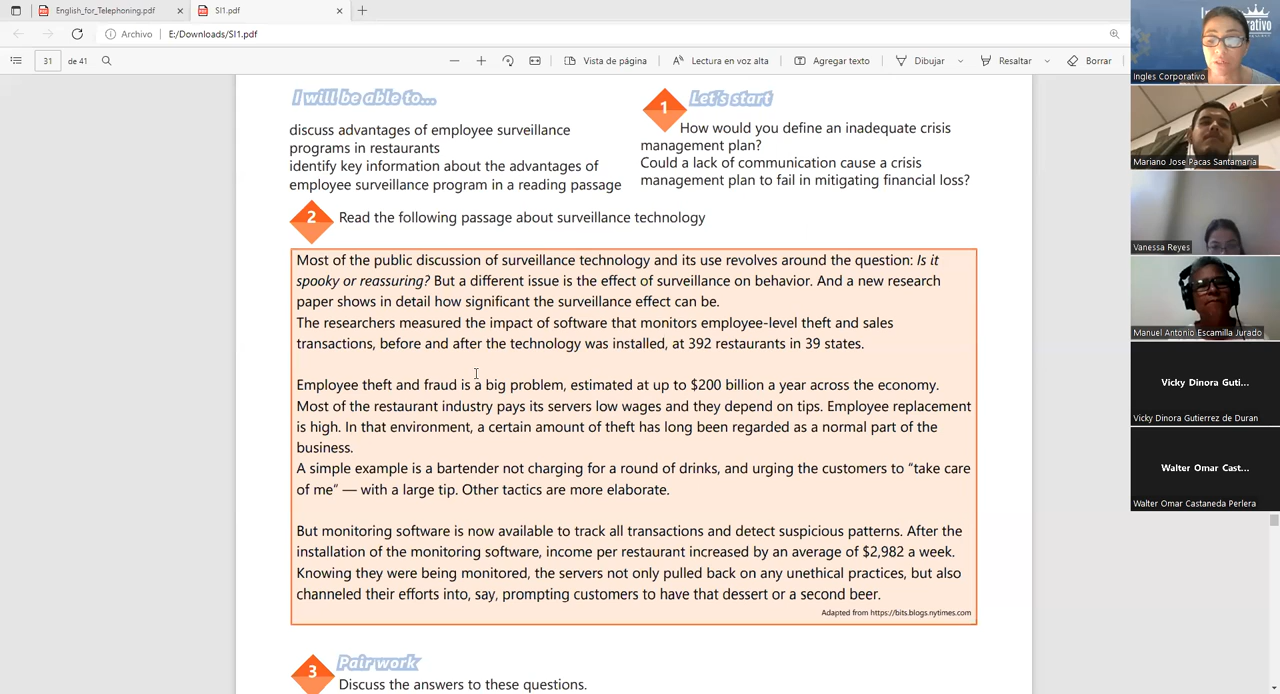 English_for_Telephoning.pdf
SI1.pdf
Archivo
E:/Downloads/SI1.pdf
31
de 41
Vista de página
Lectura en voz alta
Agregar texto
Dibujar
Resaltar
Borrar
I will be able to...
discuss advantages of employee surveillance
programs in restaurants
identify key information about the advantages of
employee surveillance program in a reading passage
1
Let's start
How would you define an inadequate crisis
management plan?
Could a lack of communication cause a crisis
management plan to fail in mitigating financial loss?
2
Read the following passage about surveillance technology
Most of the public discussion of surveillance technology and its use revolves around the question: Is it
spooky or reassuring? But a different issue is the effect of surveillance on behavior. And a new research
paper shows in detail how significant the surveillance effect can be.
The researchers measured the impact of software that monitors employee-level theft and sales
transactions, before and after the technology was installed, at 392 restaurants in 39 states.
Employee theft and fraud is a big problem, estimated at up to $200 billion a year across the economy.
Most of the restaurant industry pays its servers low wages and they depend on tips. Employee replacement
is high. In that environment, a certain amount of theft has long been regarded as a normal part of the
business.
A simple example is a bartender not charging for a round of drinks, and urging the customers to “take care
of me” — with a large tip. Other tactics are more elaborate.
But monitoring software is now available to track all transactions and detect suspicious patterns. After the
installation of the monitoring software, income per restaurant increased by an average of $2,982 a week.
Knowing they were being monitored, the servers not only pulled back on any unethical practices, but also
channeled their efforts into, say, prompting customers to have that dessert or a second beer.
Adapted from https://bits.blogs.nytimes.com
3
Pair work
Discuss the answers to these questions.
Ingles Corporativo
Mariano Jose Pacas Santamaría
Vanessa Reyes
Manuel Antonio Escamilla Jurado
Vicky Dinora Guti...
Vicky Dinora Gutierrez de Duran
Walter Omar Cast...
Walter Omar Castaneda Perlera